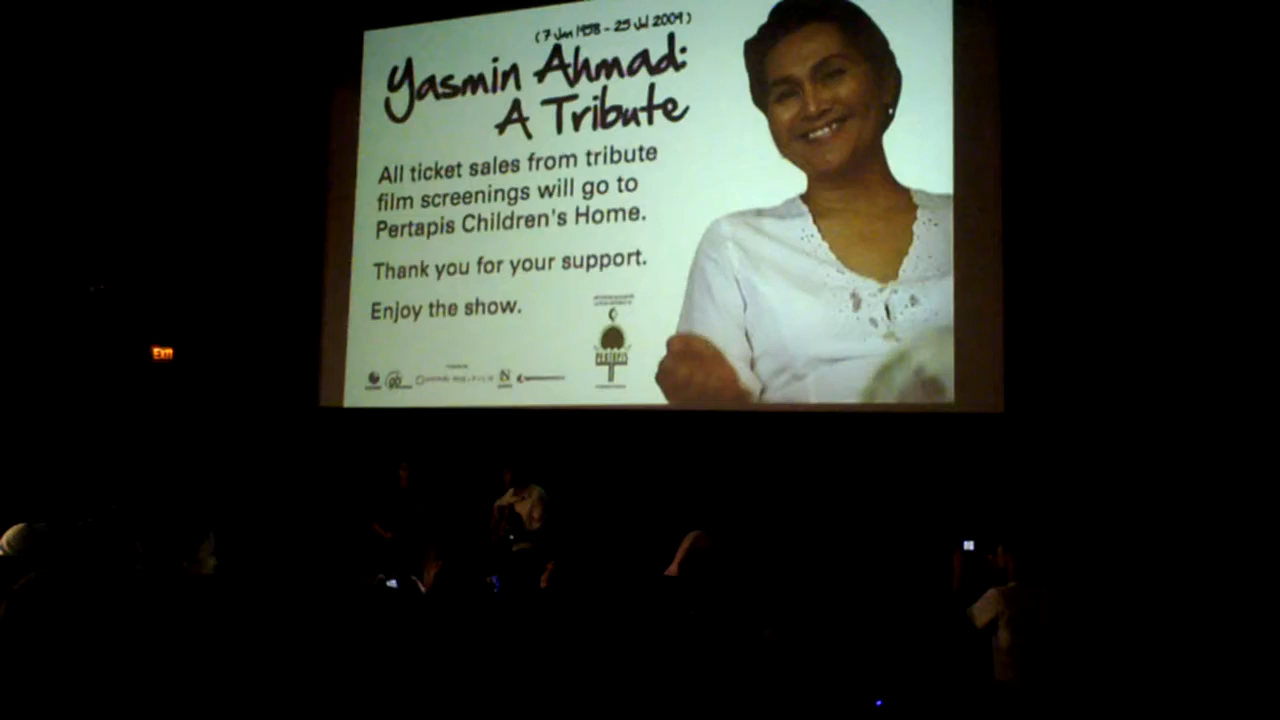 (7 Jan 1958 - 25 Jul 2009)
Yasmin Ahmad:
A Tribute
All ticket sales from tribute
film screenings will go to
Pertapis Children's Home.
Thank you for your support.
Enjoy the show.
PERTAPIS
Exit